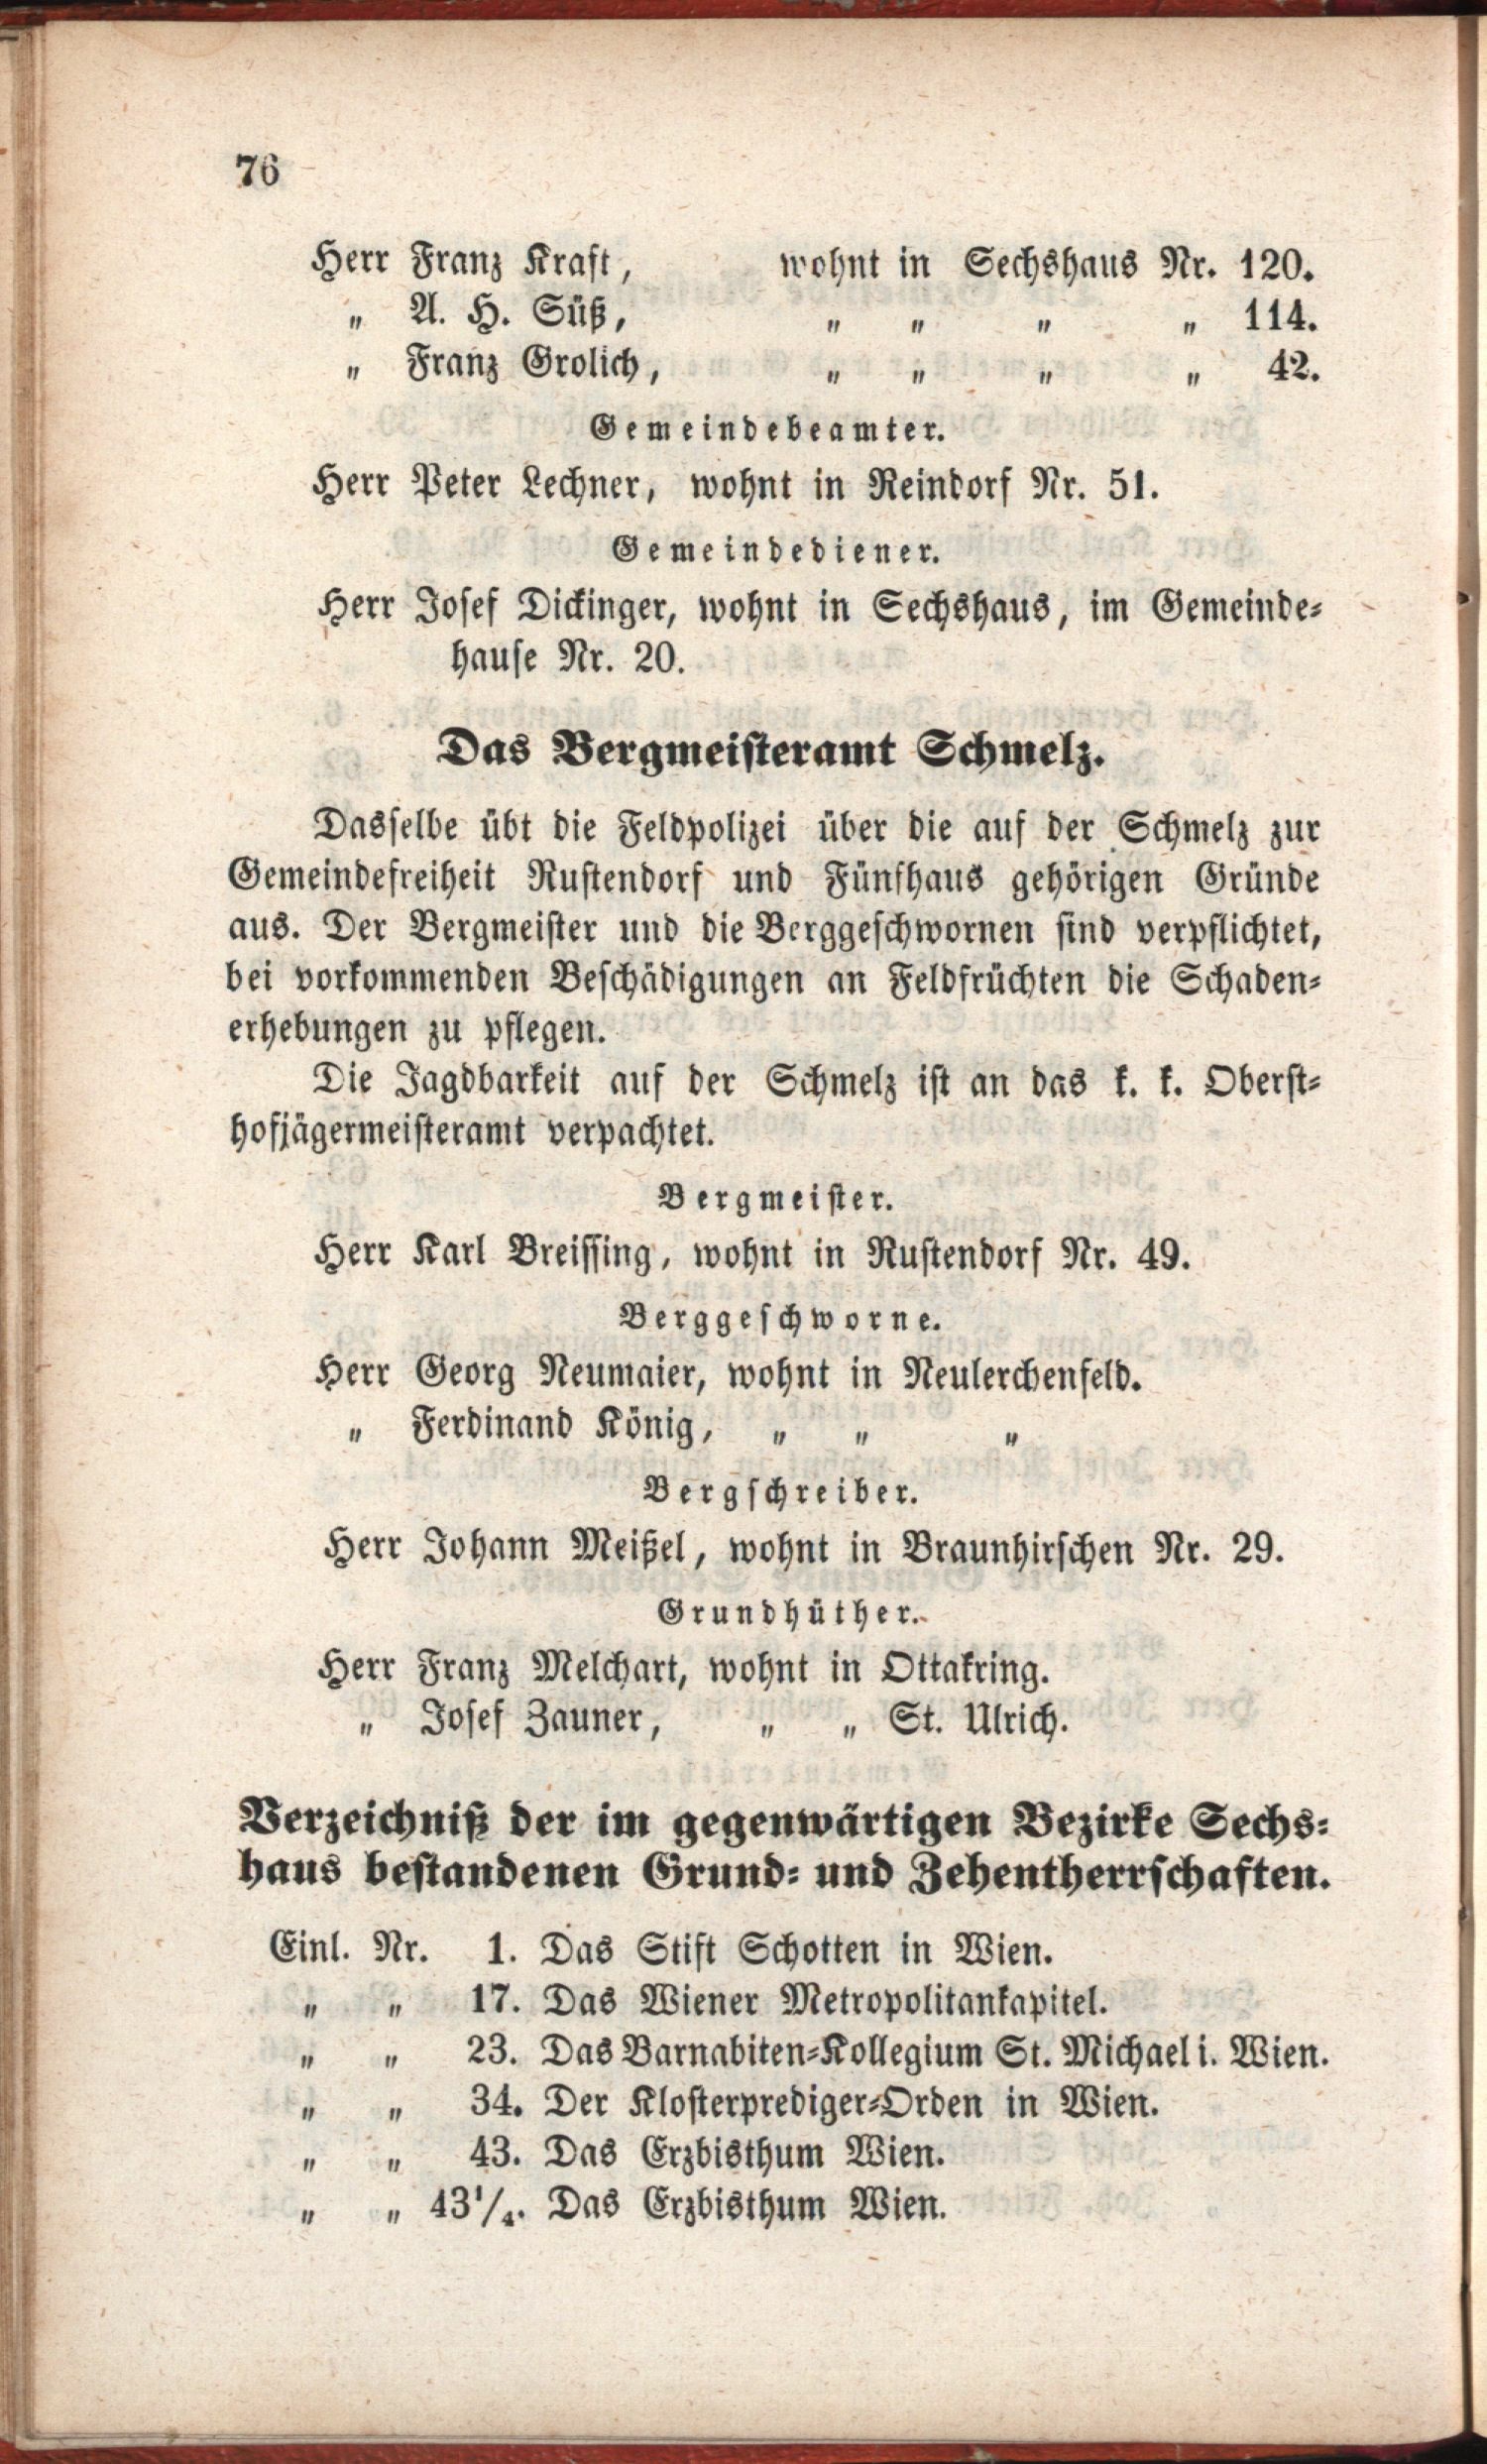 76
Herr Franz Kraft, wohnt in Sechshaus Nr. 120.
„ A. H. Süß, „ „ „ „ 114.
„ Franz Grolich, „ „ „ „ 42.
Gemeindebeamter.
Herr Peter Lechner, wohnt in Reindorf Nr. 51.
Gemeindediener.
Herr Josef Dickinger, wohnt in Sechshaus, im Gemeinde-
hause Nr. 20.
Das Bergmeisteramt Schmelz.
Dasselbe übt die Feldpolizei über die auf der Schmelz zur
Gemeindefreiheit Rustendorf und Fünfhaus gehörigen Gründe
aus. Der Bergmeister und die Berggeschwornen sind verpflichtet,
bei vorkommenden Beschädigungen an Feldfrüchten die Schaden-
erhebungen zu pflegen.
Die Jagdbarkeit auf der Schmelz ist an das k. k. Oberst-
hofjägermeisteramt verpachtet.
Bergmeister.
Herr Karl Breissing, wohnt in Rustendorf Nr. 49.
Berggeschworne.
Herr Georg Neumaier, wohnt in Neulerchenfeld.
„ Ferdinand König, „ „ „
Bergschreiber.
Herr Johann Meißel, wohnt in Braunhirschen Nr. 29.
Grundhüther.
Herr Franz Melchart, wohnt in Ottakring.
„ Josef Zauner, „ „ St. Ulrich.
Verzeichniß der im gegenwärtigen Bezirke Sechs-
haus bestandenen Grund- und Zehentherrschaften.
Einl. Nr. 1. Das Stift Schotten in Wien.
„ „ 17. Das Wiener Metropolitankapitel.
„ „ 23. Das Barnabiten-Kollegium St. Michael i. Wien.
„ „ 34. Der Klosterprediger-Orden in Wien.
„ „ 43. Das Erzbisthum Wien.
„ „ 43¹/₄. Das Erzbisthum Wien.